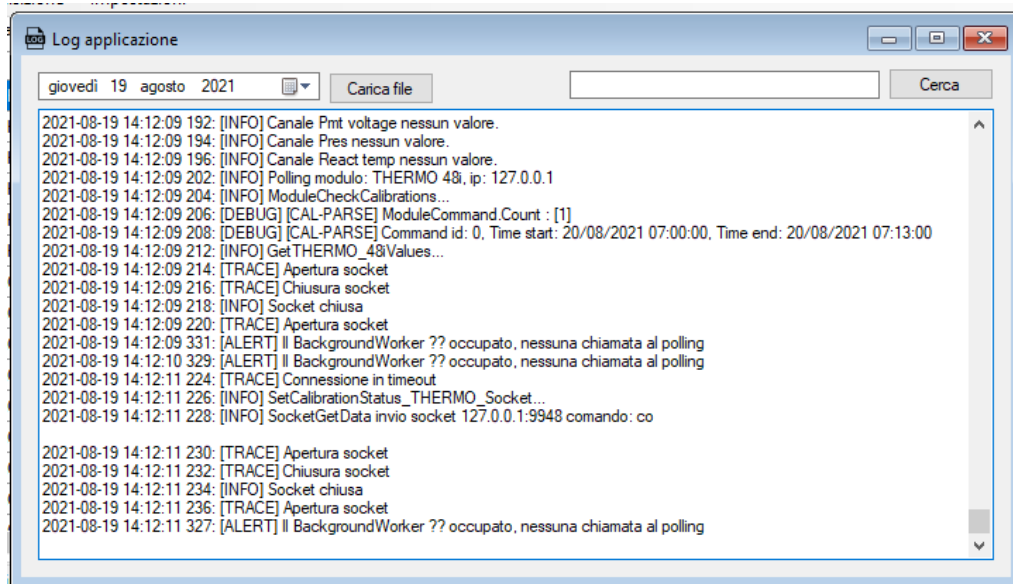 Log applicazione
giovedì 19 agosto 2021
Carica file
Cerca
2021-08-19 14:12:09 192: [INFO] Canale Pmt voltage nessun valore.
2021-08-19 14:12:09 194: [INFO] Canale Pres nessun valore.
2021-08-19 14:12:09 196: [INFO] Canale React temp nessun valore.
2021-08-19 14:12:09 202: [INFO] Polling modulo: THERMO 48i, ip: 127.0.0.1
2021-08-19 14:12:09 204: [INFO] ModuleCheckCalibrations...
2021-08-19 14:12:09 206: [DEBUG] [CAL-PARSE] ModuleCommand.Count : [1]
2021-08-19 14:12:09 208: [DEBUG] [CAL-PARSE] Command id: 0, Time start: 20/08/2021 07:00:00, Time end: 20/08/2021 07:13:00
2021-08-19 14:12:09 212: [INFO] GetTHERMO_48iValues...
2021-08-19 14:12:09 214: [TRACE] Apertura socket
2021-08-19 14:12:09 216: [TRACE] Chiusura socket
2021-08-19 14:12:09 218: [INFO] Socket chiusa
2021-08-19 14:12:09 220: [TRACE] Apertura socket
2021-08-19 14:12:09 331: [ALERT] Il BackgroundWorker ?? occupato, nessuna chiamata al polling
2021-08-19 14:12:10 329: [ALERT] Il BackgroundWorker ?? occupato, nessuna chiamata al polling
2021-08-19 14:12:11 224: [TRACE] Connessione in timeout
2021-08-19 14:12:11 226: [INFO] SetCalibrationStatus_THERMO_Socket...
2021-08-19 14:12:11 228: [INFO] SocketGetData invio socket 127.0.0.1:9948 comando: co
2021-08-19 14:12:11 230: [TRACE] Apertura socket
2021-08-19 14:12:11 232: [TRACE] Chiusura socket
2021-08-19 14:12:11 234: [INFO] Socket chiusa
2021-08-19 14:12:11 236: [TRACE] Apertura socket
2021-08-19 14:12:11 327: [ALERT] Il BackgroundWorker ?? occupato, nessuna chiamata al polling